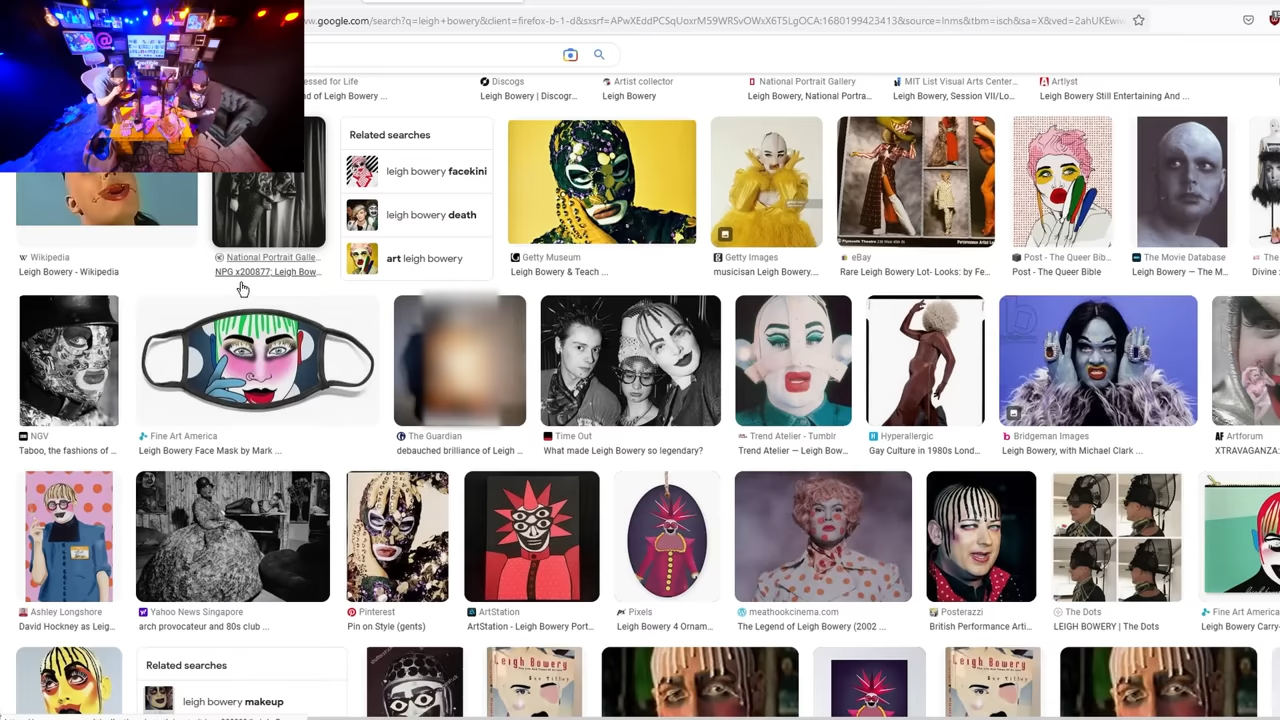 www.google.com/search?q=leigh+bowery&client=firefox-b-1-d&sxsrf=
essed for Life
nd of Leigh Bowery ...
Discogs
Leigh Bowery | Discogr...
Artist collector
Leigh Bowery
National Portrait Gallery
Leigh Bowery, National Portra...
MIT List Visual Arts Center...
Leigh Bowery, Session VII/Lo...
Artlyst
Leigh Bowery Still Entertaining And ...
Related searches
leigh bowery facekini
leigh bowery death
art leigh bowery
W Wikipedia
Leigh Bowery - Wikipedia
National Portrait Galle...
NPG x200877; Leigh Bow...
Getty Museum
Leigh Bowery & Teach ...
Getty Images
musicisan Leigh Bowery....
eBay
Rare Leigh Bowery Lot- Looks: by Fe...
Post - The Queer Bib...
Post - The Queer Bible
The Movie Database
Leigh Bowery — The M...
The
Divine
NGV
Taboo, the fashions of ...
Fine Art America
Leigh Bowery Face Mask by Mark ...
The Guardian
debauched brilliance of Leigh ...
Time Out
What made Leigh Bowery so legendary?
Trend Atelier - Tumblr
Trend Atelier — Leigh Bow...
Hyperallergic
Gay Culture in 1980s Lond...
Bridgeman Images
Leigh Bowery, with Michael Clark ...
AF Artforum
XTRAVAGANZA:
Ashley Longshore
David Hockney as Leig...
Yahoo News Singapore
arch provocateur and 80s club ...
Pinterest
Pin on Style (gents)
ArtStation
ArtStation - Leigh Bowery Port...
Pixels
Leigh Bowery 4 Ornam...
meathookcinema.com
The Legend of Leigh Bowery (2002 ...
Posterazzi
British Performance Arti...
The Dots
LEIGH BOWERY | The Dots
Fine Art America
Leigh Bowery Carry-
Related searches
leigh bowery makeup
Leigh Bowery
Sue Tilley
Leigh Bowery
Sue Tilley